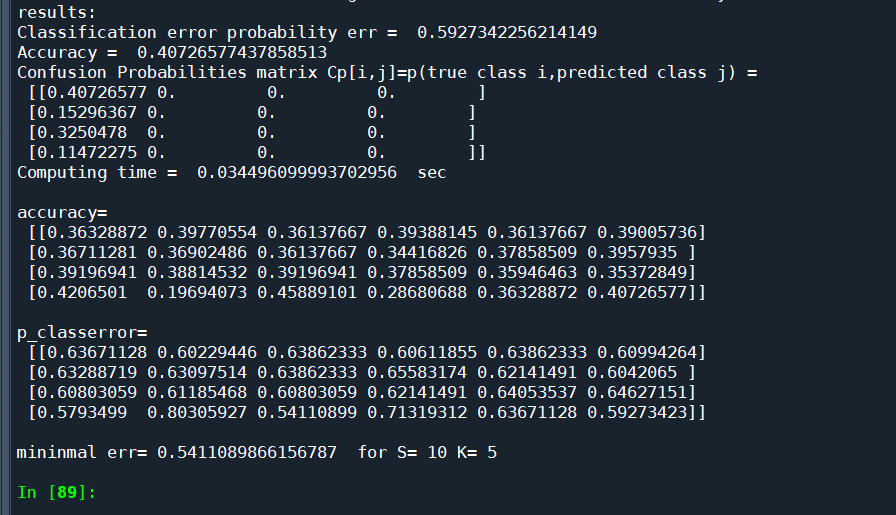 results:
Classification error probability err =  0.5927342256214149
Accuracy =  0.40726577437858513
Confusion Probabilities matrix Cp[i,j]=p(true class i,predicted class j) =
 [[0.40726577 0.         0.         0.        ]
 [0.15296367 0.         0.         0.        ]
 [0.3250478  0.         0.         0.        ]
 [0.11472275 0.         0.         0.        ]]
Computing time =  0.034496099993702956  sec

accuracy=
 [[0.36328872 0.39770554 0.36137667 0.39388145 0.36137667 0.39005736]
 [0.36711281 0.36902486 0.36137667 0.34416826 0.37858509 0.3957935 ]
 [0.39196941 0.38814532 0.39196941 0.37858509 0.35946463 0.35372849]
 [0.4206501  0.19694073 0.45889101 0.28680688 0.36328872 0.40726577]]

p_classerror=
 [[0.63671128 0.60229446 0.63862333 0.60611855 0.63862333 0.60994264]
 [0.63288719 0.63097514 0.63862333 0.65583174 0.62141491 0.6042065 ]
 [0.60803059 0.61185468 0.60803059 0.62141491 0.64053537 0.64627151]
 [0.5793499  0.80305927 0.54110899 0.71319312 0.63671128 0.59273423]]

mininmal err= 0.5411089866156787  for S= 10 K= 5

In [89]: